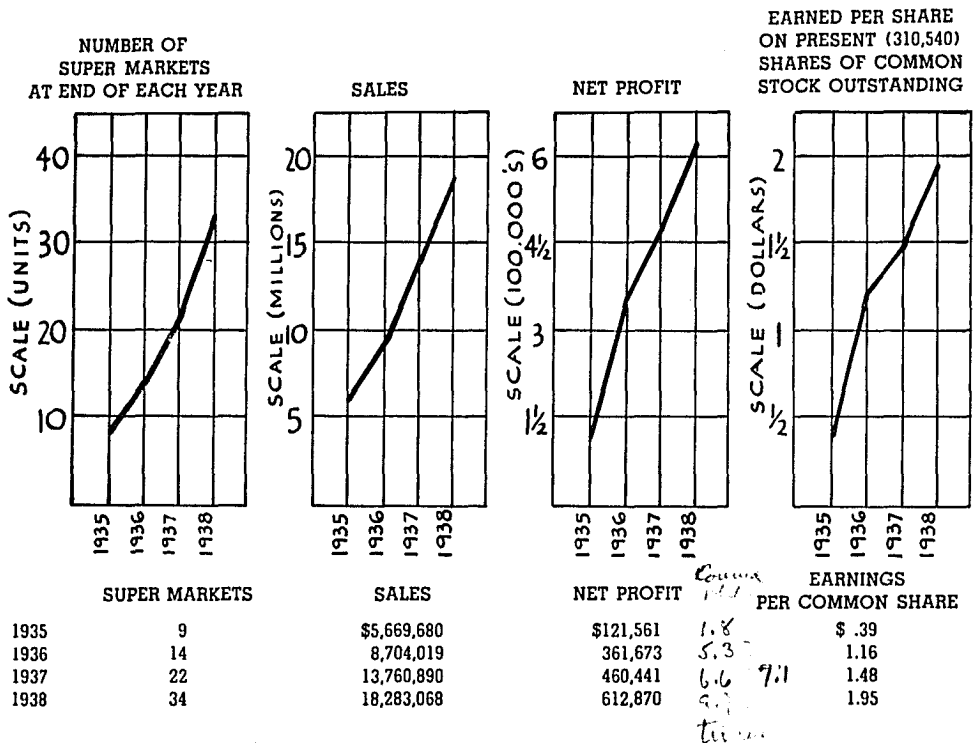 NUMBER OF
SUPER MARKETS
AT END OF EACH YEAR
40
30
20
10
SCALE (UNITS)
1935
1936
1937
1938
SALES
20
15
10
5
SCALE (MILLIONS)
1935
1936
1937
1938
NET PROFIT
6
4½
3
1½
SCALE (100,000's)
1935
1936
1937
1938
EARNED PER SHARE
ON PRESENT (310,540)
SHARES OF COMMON
STOCK OUTSTANDING
2
1½
1
½
SCALE (DOLLARS)
1935
1936
1937
1938
SUPER MARKETS SALES NET PROFIT EARNINGS
PER COMMON SHARE
1935 9 $5,669,680 $121,561 1.8 $ .39
1936 14 8,704,019 361,673 5.3 1.16
1937 22 13,760,890 460,441 6.6 1.48
1938 34 18,283,068 612,870 1.95